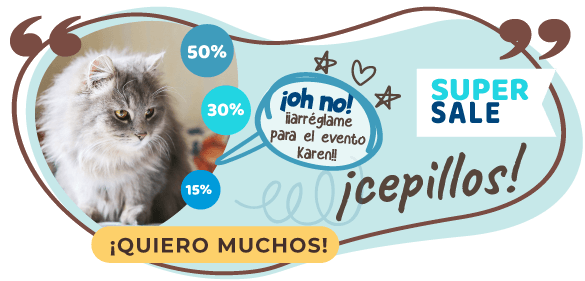 50%
30%
15%
¡oh no!
¡¡arréglame
para el evento
Karen!!
SUPER
SALE
¡cepillos!
¡QUIERO MUCHOS!